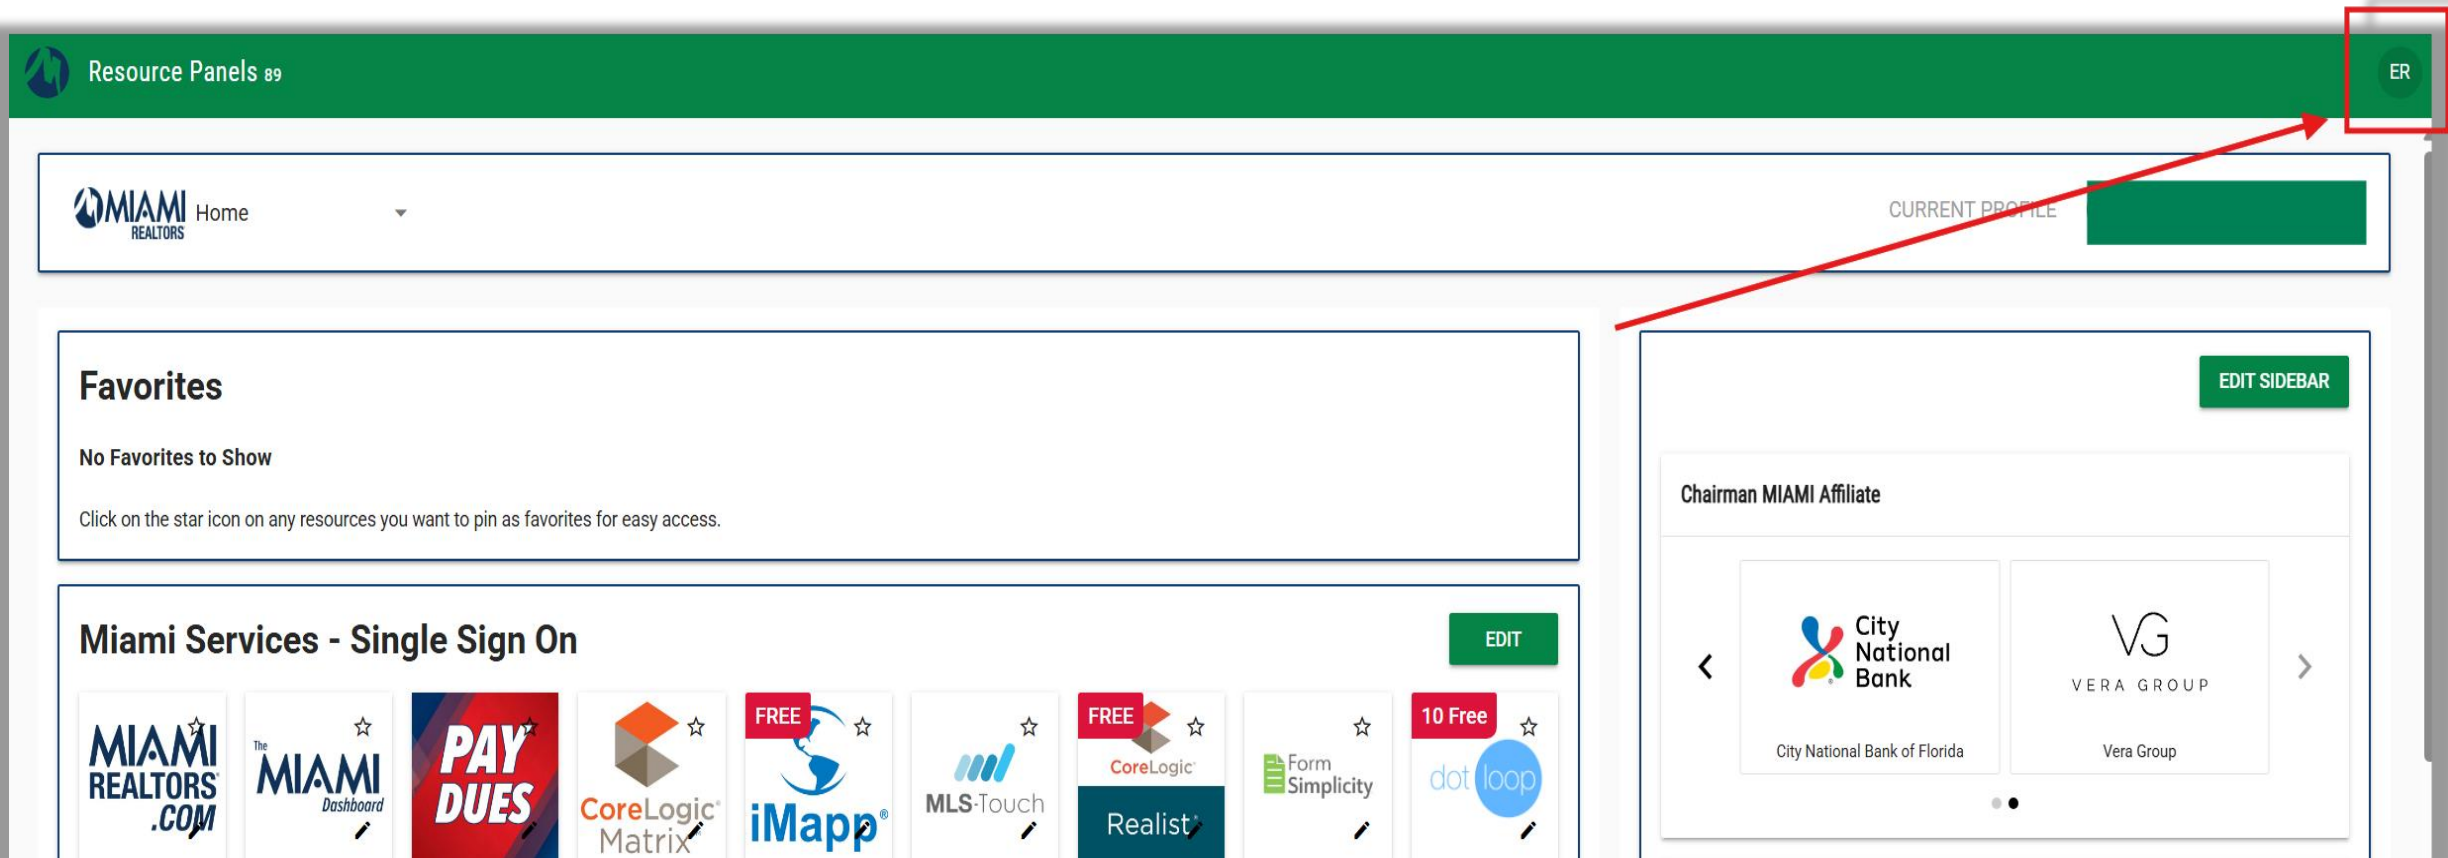 Resource Panels 89
ER
MIAMI
REALTORS
Home
CURRENT PROFILE
Favorites
No Favorites to Show
Click on the star icon on any resources you want to pin as favorites for easy access.
EDIT SIDEBAR
Chairman MIAMI Affiliate
City
National
Bank
City National Bank of Florida
VG
VERA GROUP
Vera Group
Miami Services - Single Sign On
EDIT
MIAMI
REALTORS
.COM
The
MIAMI
Dashboard
PAY
DUES
CoreLogic
Matrix
FREE
iMapp®
MLS-Touch
FREE
CoreLogic
Realist
Form
Simplicity
10 Free
dotloop